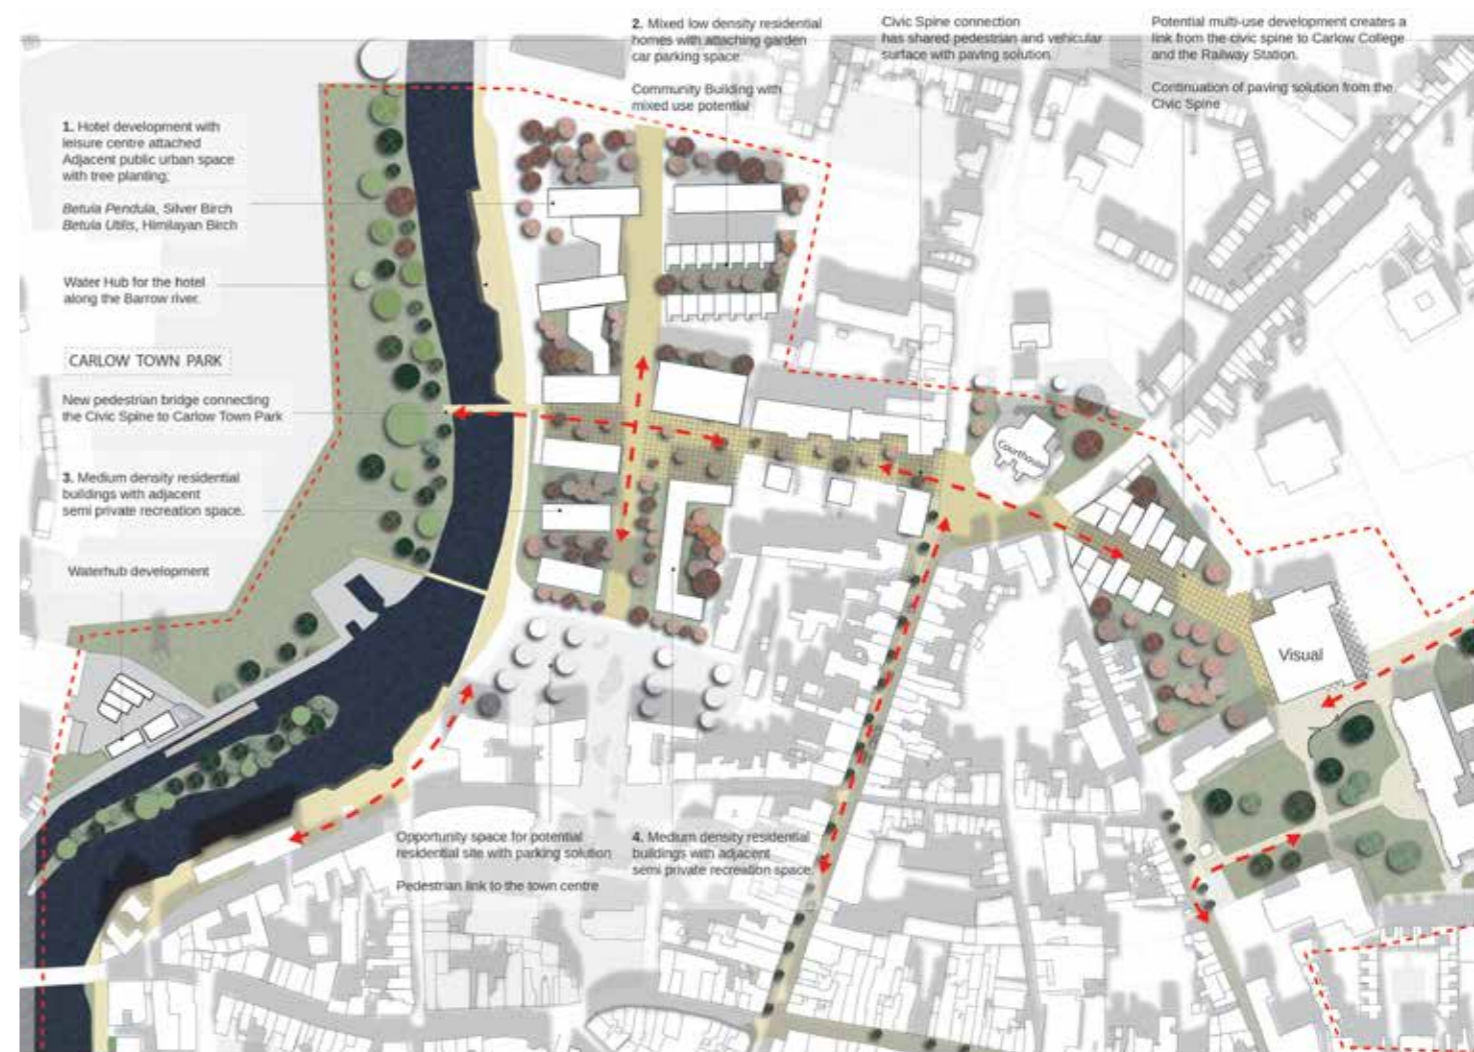 2. Mixed low density residential
homes with attaching garden
car parking space.
Community Building with
mixed use potential
Civic Spine connection
has shared pedestrian and vehicular
surface with paving solution
Potential multi-use development creates a
link from the civic spine to Carlow College
and the Railway Station.
Continuation of paving solution from the
Civic Spine
1. Hotel development with
leisure centre attached
Adjacent public urban space
with tree planting;
Betula Pendula, Silver Birch
Betula Utilis, Himilayan Birch
Water Hub for the hotel
along the Barrow river.
CARLOW TOWN PARK
New pedestrian bridge connecting
the Civic Spine to Carlow Town Park
3. Medium density residential
buildings with adjacent
semi private recreation space.
Waterhub development
Courthouse
Visual
Opportunity space for potential
residential site with parking solution
Pedestrian link to the town centre
4. Medium density residential
buildings with adjacent
semi private recreation space.